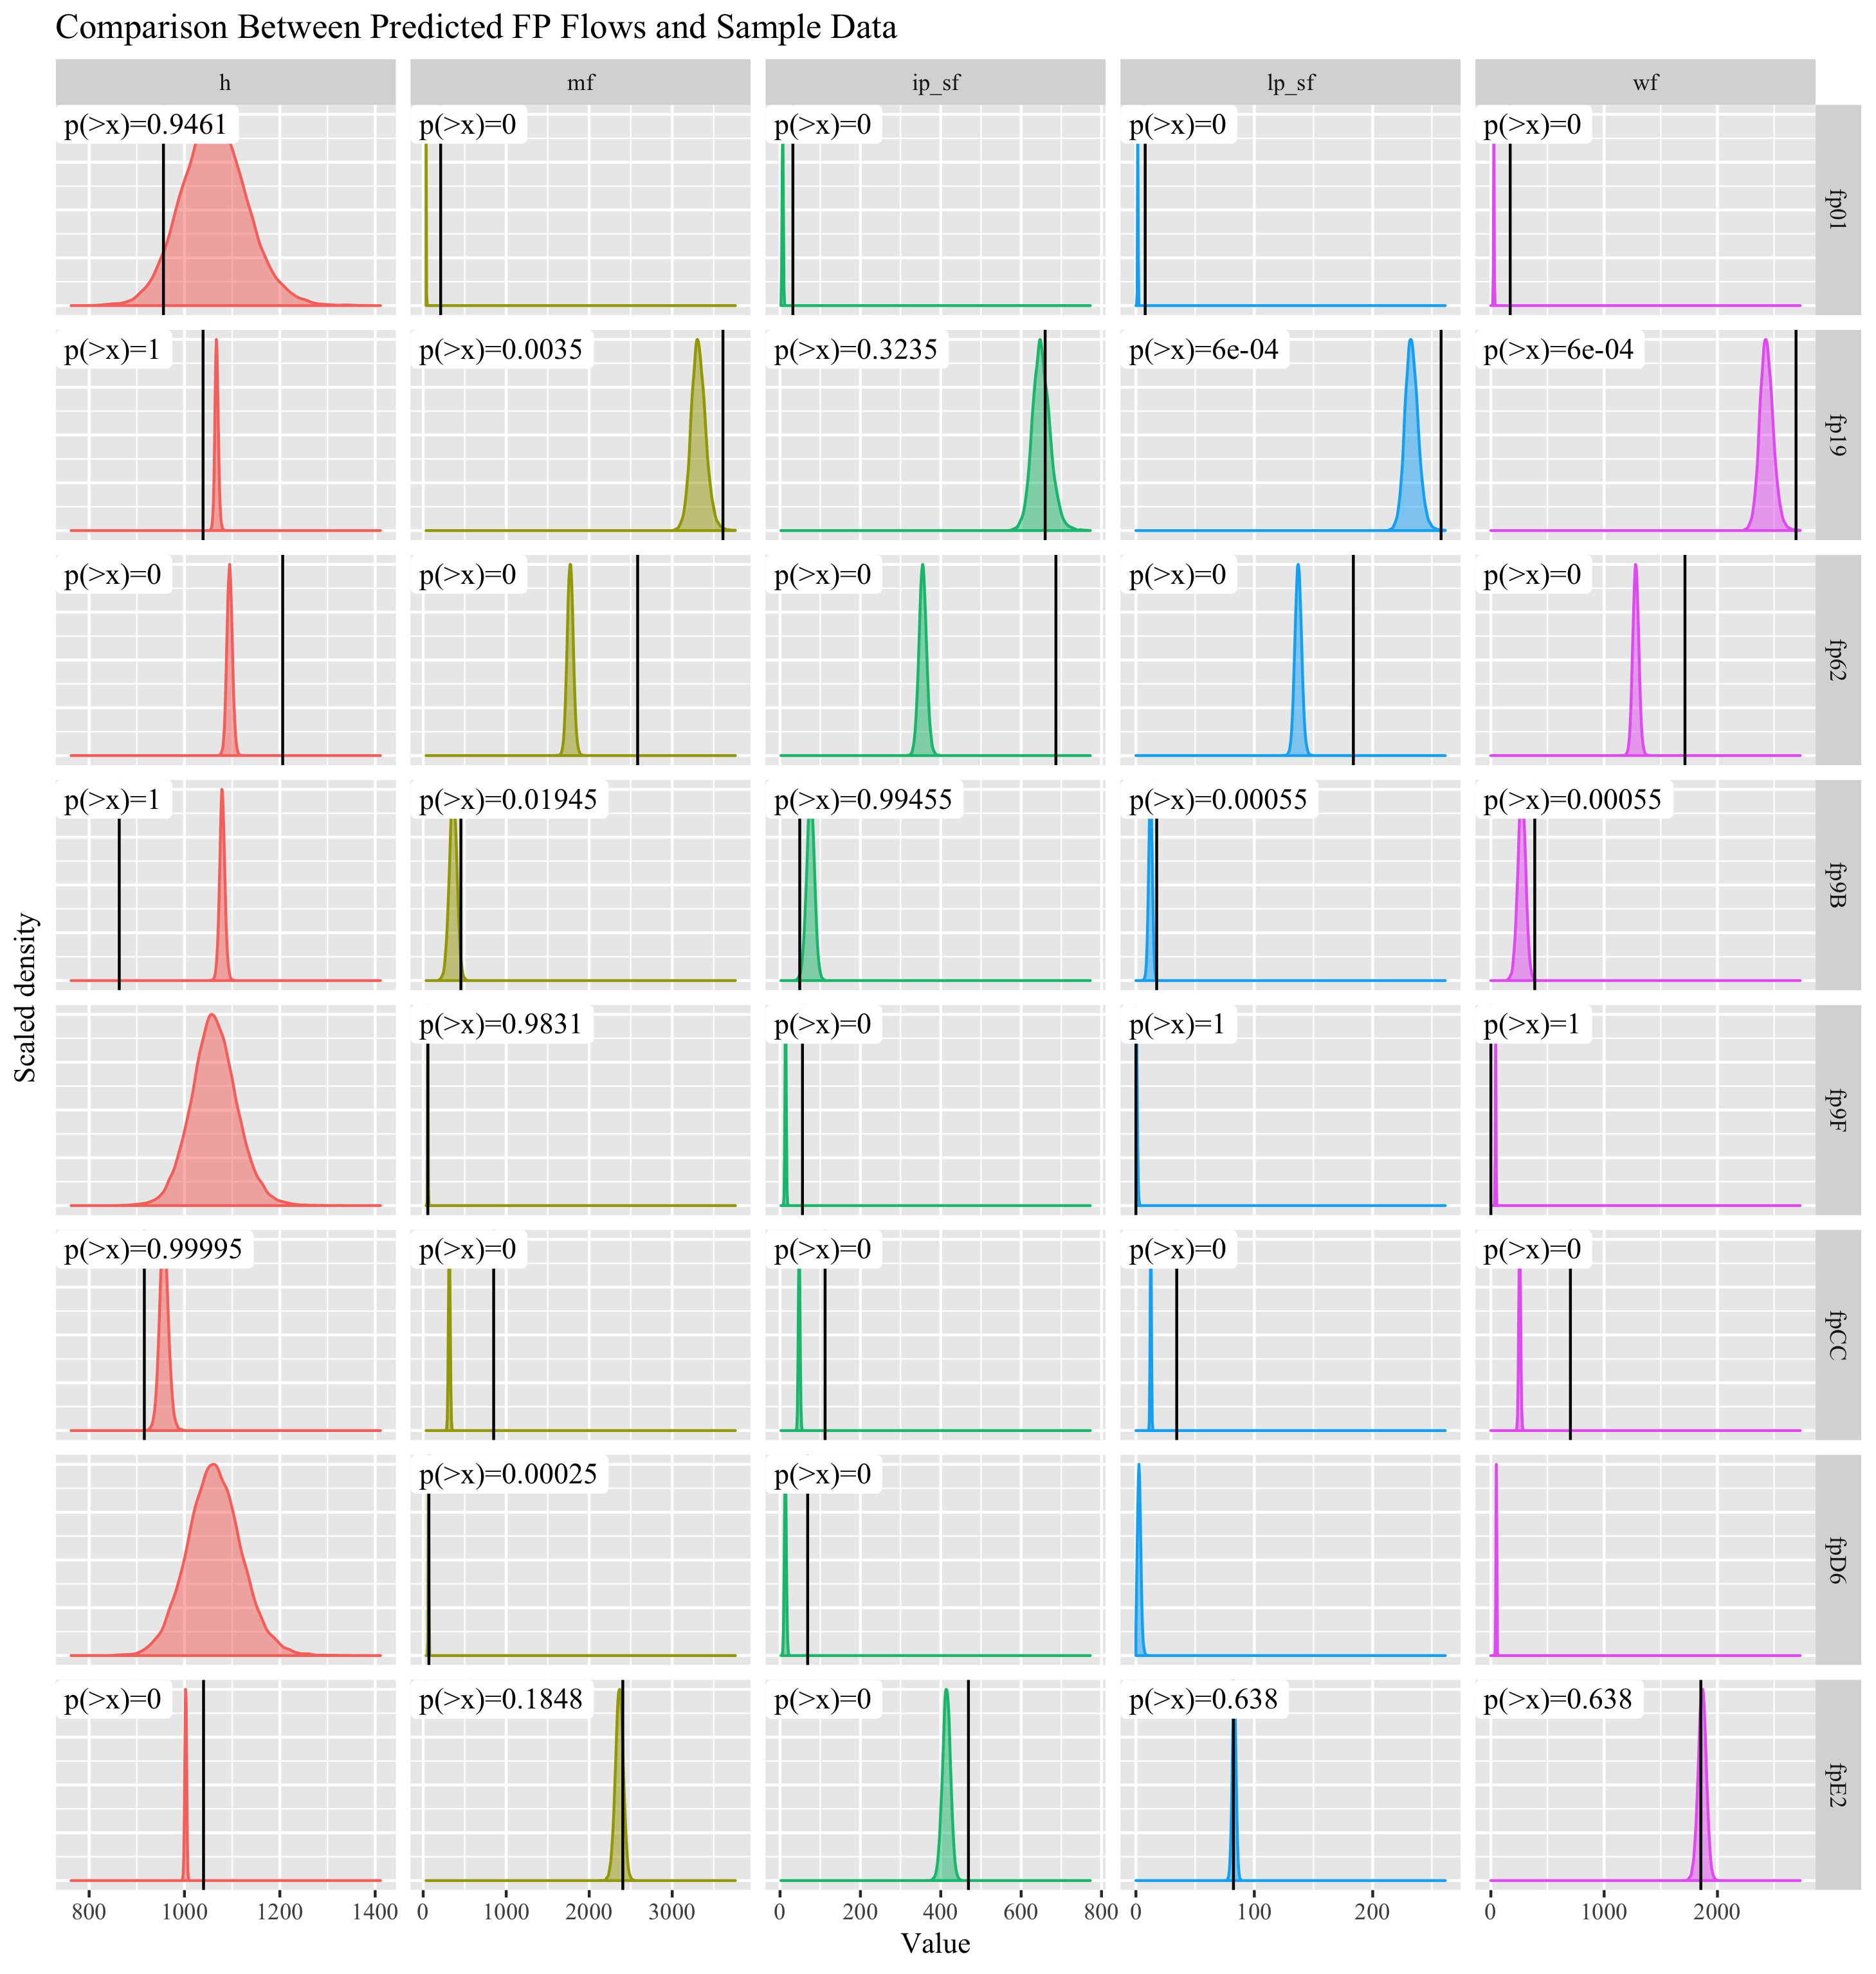 Comparison Between Predicted FP Flows and Sample Data
h mf ip_sf lp_sf wf
p(>x)=0.9461 p(>x)=0 p(>x)=0 p(>x)=0 p(>x)=0 fp01
p(>x)=1 p(>x)=0.0035 p(>x)=0.3235 p(>x)=6e-04 p(>x)=6e-04 fp19
p(>x)=0 p(>x)=0 p(>x)=0 p(>x)=0 p(>x)=0 fp62
p(>x)=1 p(>x)=0.01945 p(>x)=0.99455 p(>x)=0.00055 p(>x)=0.00055 fp9B
p(>x)=0.9831 p(>x)=0 p(>x)=1 p(>x)=1 fp9F
p(>x)=0.99995 p(>x)=0 p(>x)=0 p(>x)=0 p(>x)=0 fpCC
p(>x)=0.00025 p(>x)=0 fpD6
p(>x)=0 p(>x)=0.1848 p(>x)=0 p(>x)=0.638 p(>x)=0.638 fpE2
Scaled density
800 1000 1200 1400 0 1000 2000 3000 0 200 400 600 800 0 100 200 0 1000 2000
Value